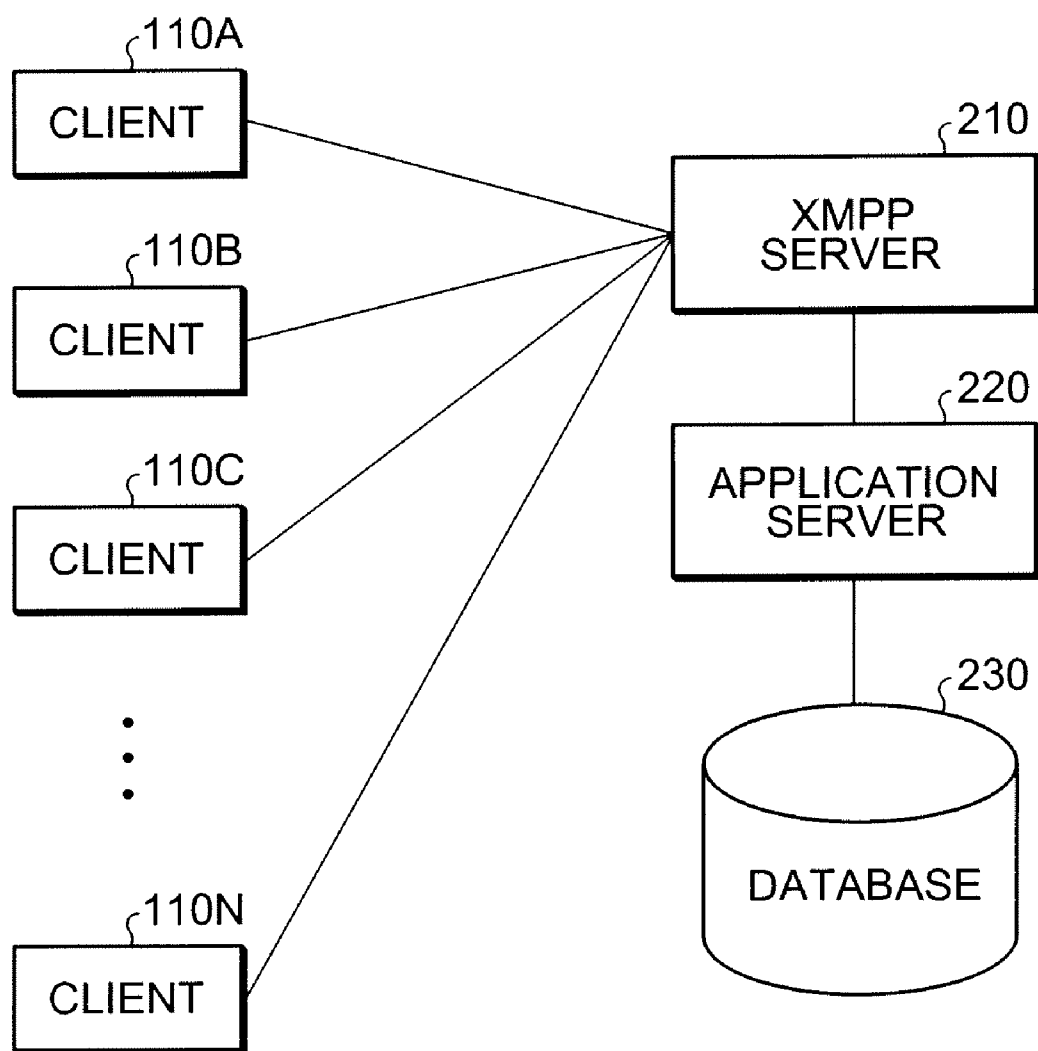 110A
CLIENT
210
XMPP
SERVER
110B
CLIENT
220
APPLICATION
SERVER
110C
CLIENT
230
DATABASE
110N
CLIENT